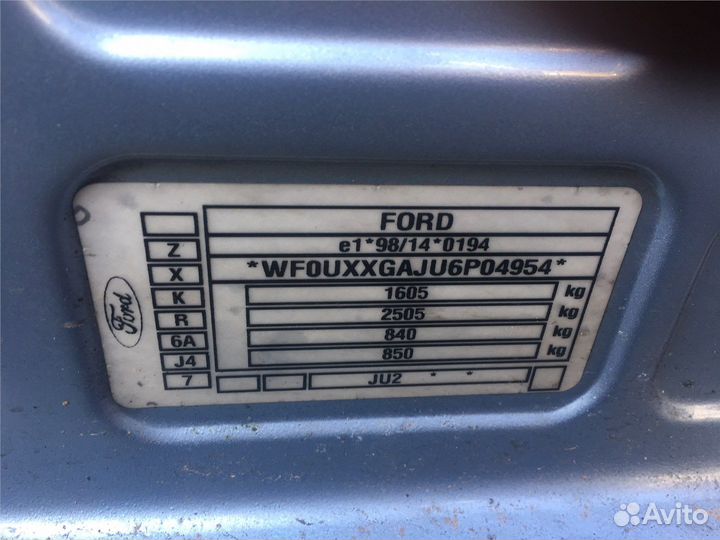 FORD
e1*98/14*0194
*WF0UXXGAJU6P04954*
1605 kg
2505 kg
840 kg
850 kg
JU2 * *
Z
X
K
R
6A
J4
7
Ford
Avito